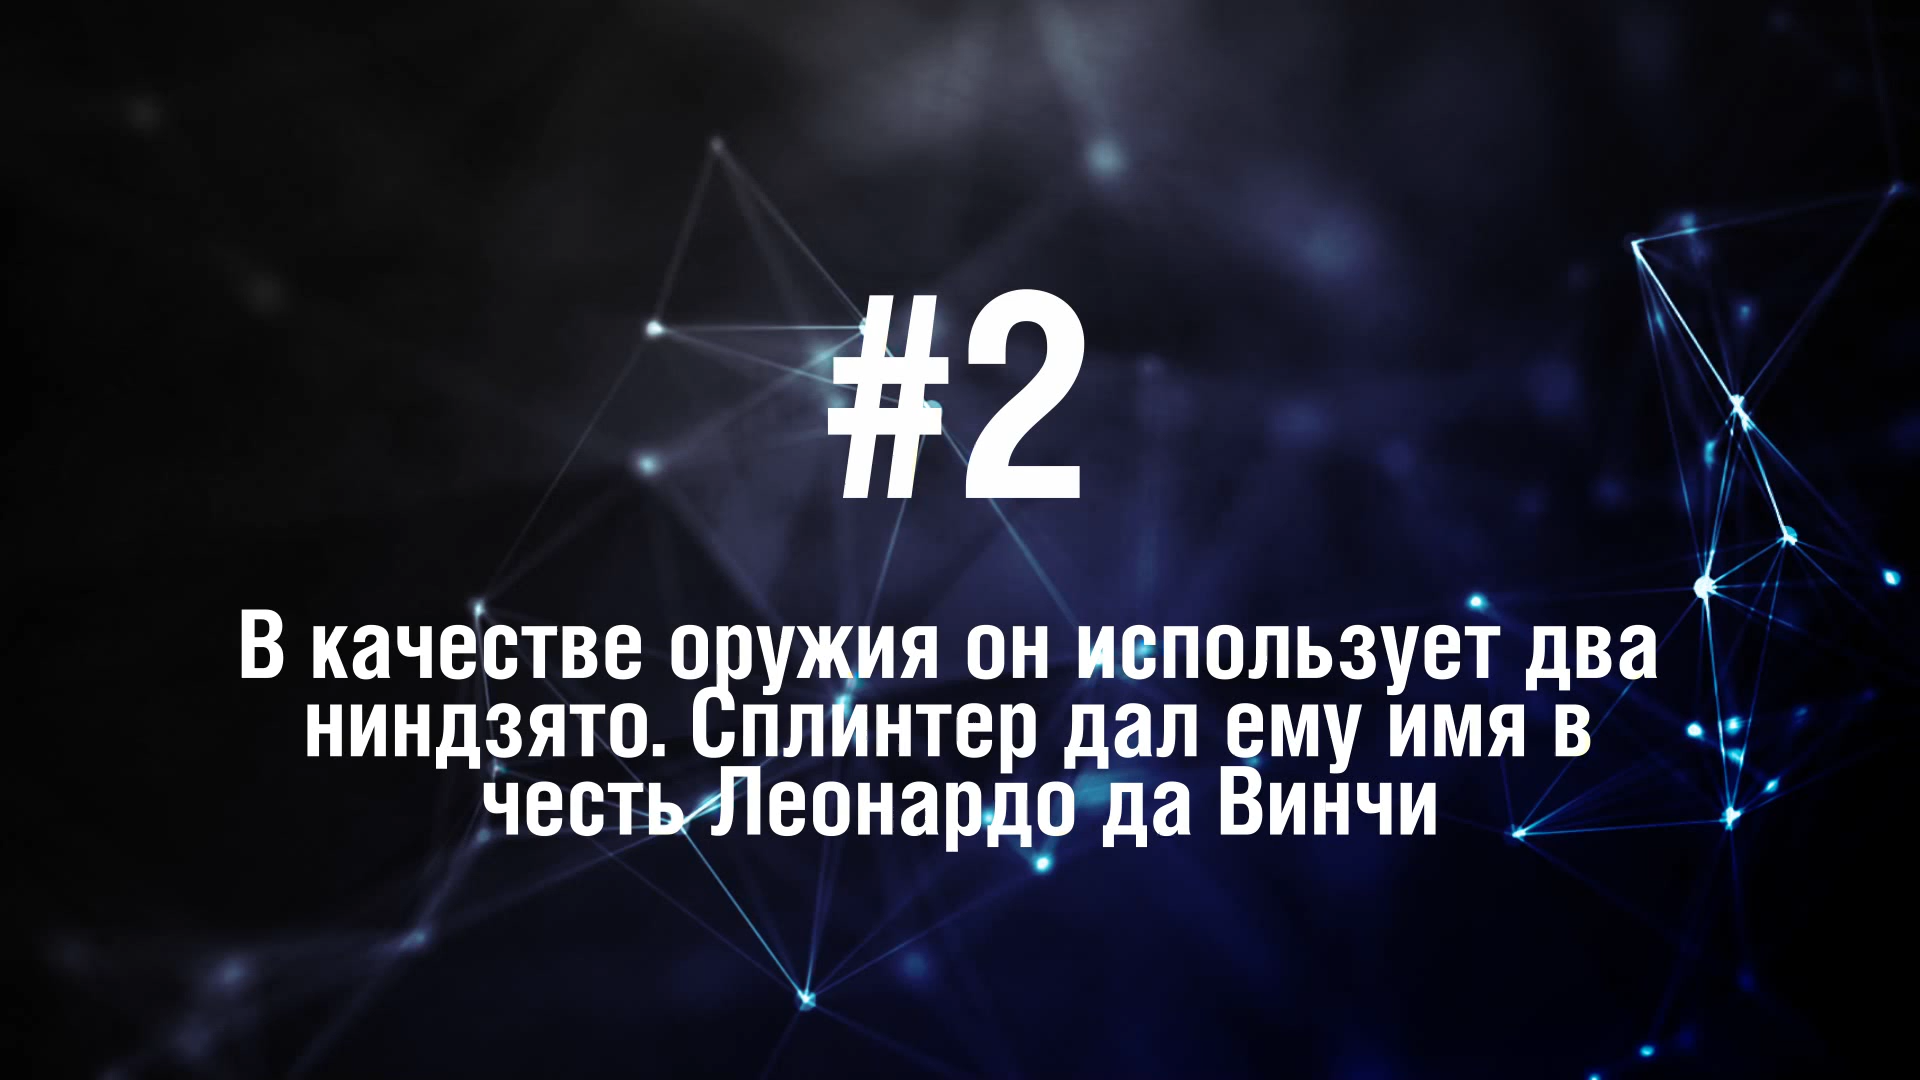 #2
В качестве оружия он использует два
ниндзято. Сплинтер дал ему имя в
честь Леонардо да Винчи